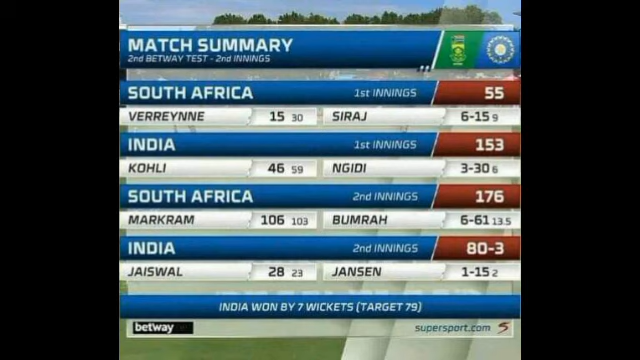 MATCH SUMMARY
2ND BETWAY TEST - 2ND INNINGS
SOUTH AFRICA 1ST INNINGS 55
VERREYNNE 15 30 SIRAJ 6-15 9
INDIA 1ST INNINGS 153
KOHLI 46 59 NGIDI 3-30 6
SOUTH AFRICA 2ND INNINGS 176
MARKRAM 106 103 BUMRAH 6-61 13.5
INDIA 2ND INNINGS 80-3
JAISWAL 28 23 JANSEN 1-15 2
INDIA WON BY 7 WICKETS (TARGET 79)
betway supersport.com S